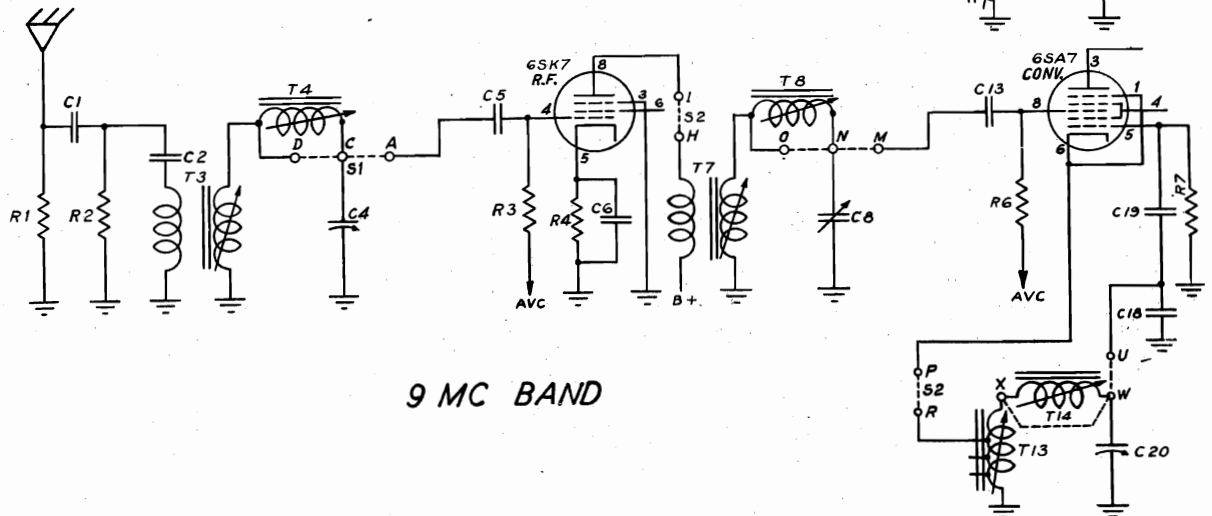 6SK7
R.F.
8
3
6
4
5
6SA7
CONV.
3
1
4
8
5
6
C1
C2
T3
T4
D
C
A
S1
C4
R1
R2
C5
R3
R4
C6
AVC
I
S2
H
T7
B+
T8
O
N
M
C8
C13
R6
AVC
C19
R7
C18
U
P
S2
R
X
T14
W
T13
C20
9 MC BAND